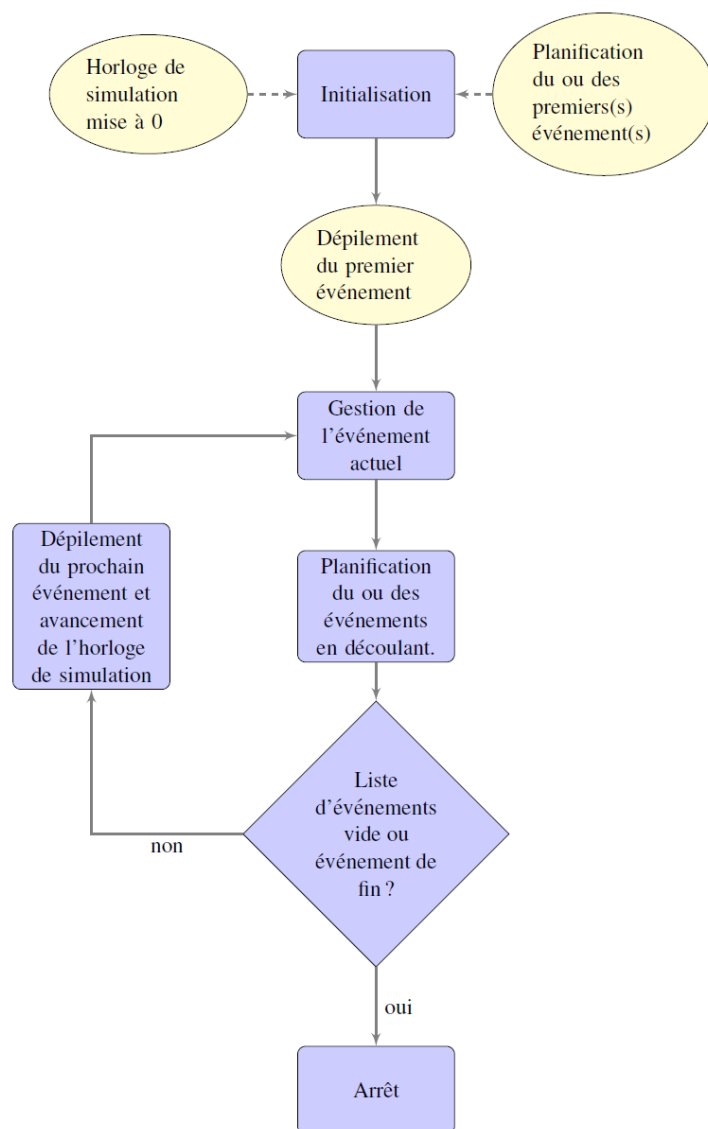 Horloge de
simulation
mise à 0
Initialisation
Planification
du ou des
premiers(s)
événement(s)
Dépilement
du premier
événement
Gestion de
l'événement
actuel
Dépilement
du prochain
événement et
avancement
de l'horloge
de simulation
Planification
du ou des
événements
en découlant.
Liste
d'événements
vide ou
événement de
fin ?
non
oui
Arrêt